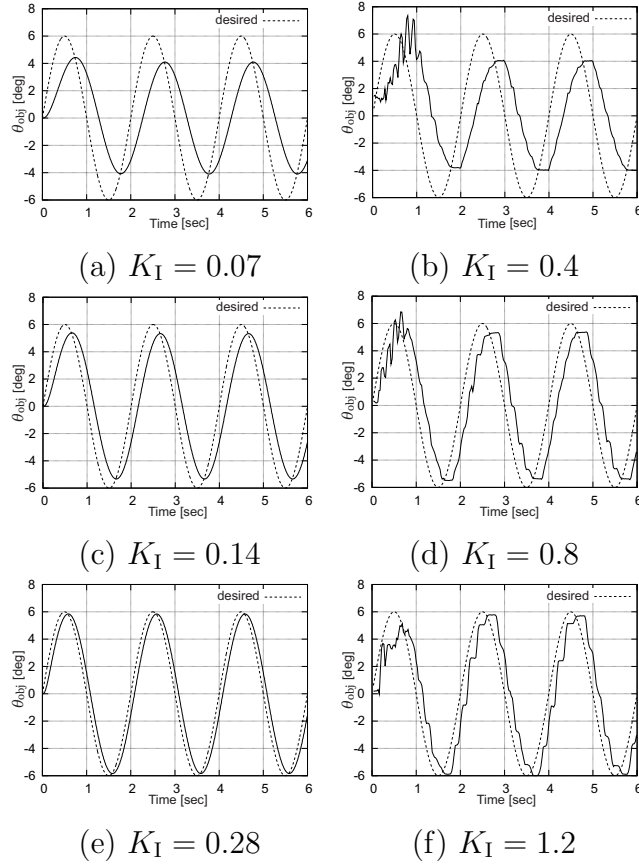 desired
θobj [deg]
8
6
4
2
0
-2
-4
-6
0 1 2 3 4 5 6
Time [sec]
(a) KI = 0.07
desired
θobj [deg]
8
6
4
2
0
-2
-4
-6
0 1 2 3 4 5 6
Time [sec]
(b) KI = 0.4
desired
θobj [deg]
8
6
4
2
0
-2
-4
-6
0 1 2 3 4 5 6
Time [sec]
(c) KI = 0.14
desired
θobj [deg]
8
6
4
2
0
-2
-4
-6
0 1 2 3 4 5 6
Time [sec]
(d) KI = 0.8
desired
θobj [deg]
8
6
4
2
0
-2
-4
-6
0 1 2 3 4 5 6
Time [sec]
(e) KI = 0.28
desired
θobj [deg]
8
6
4
2
0
-2
-4
-6
0 1 2 3 4 5 6
Time [sec]
(f) KI = 1.2